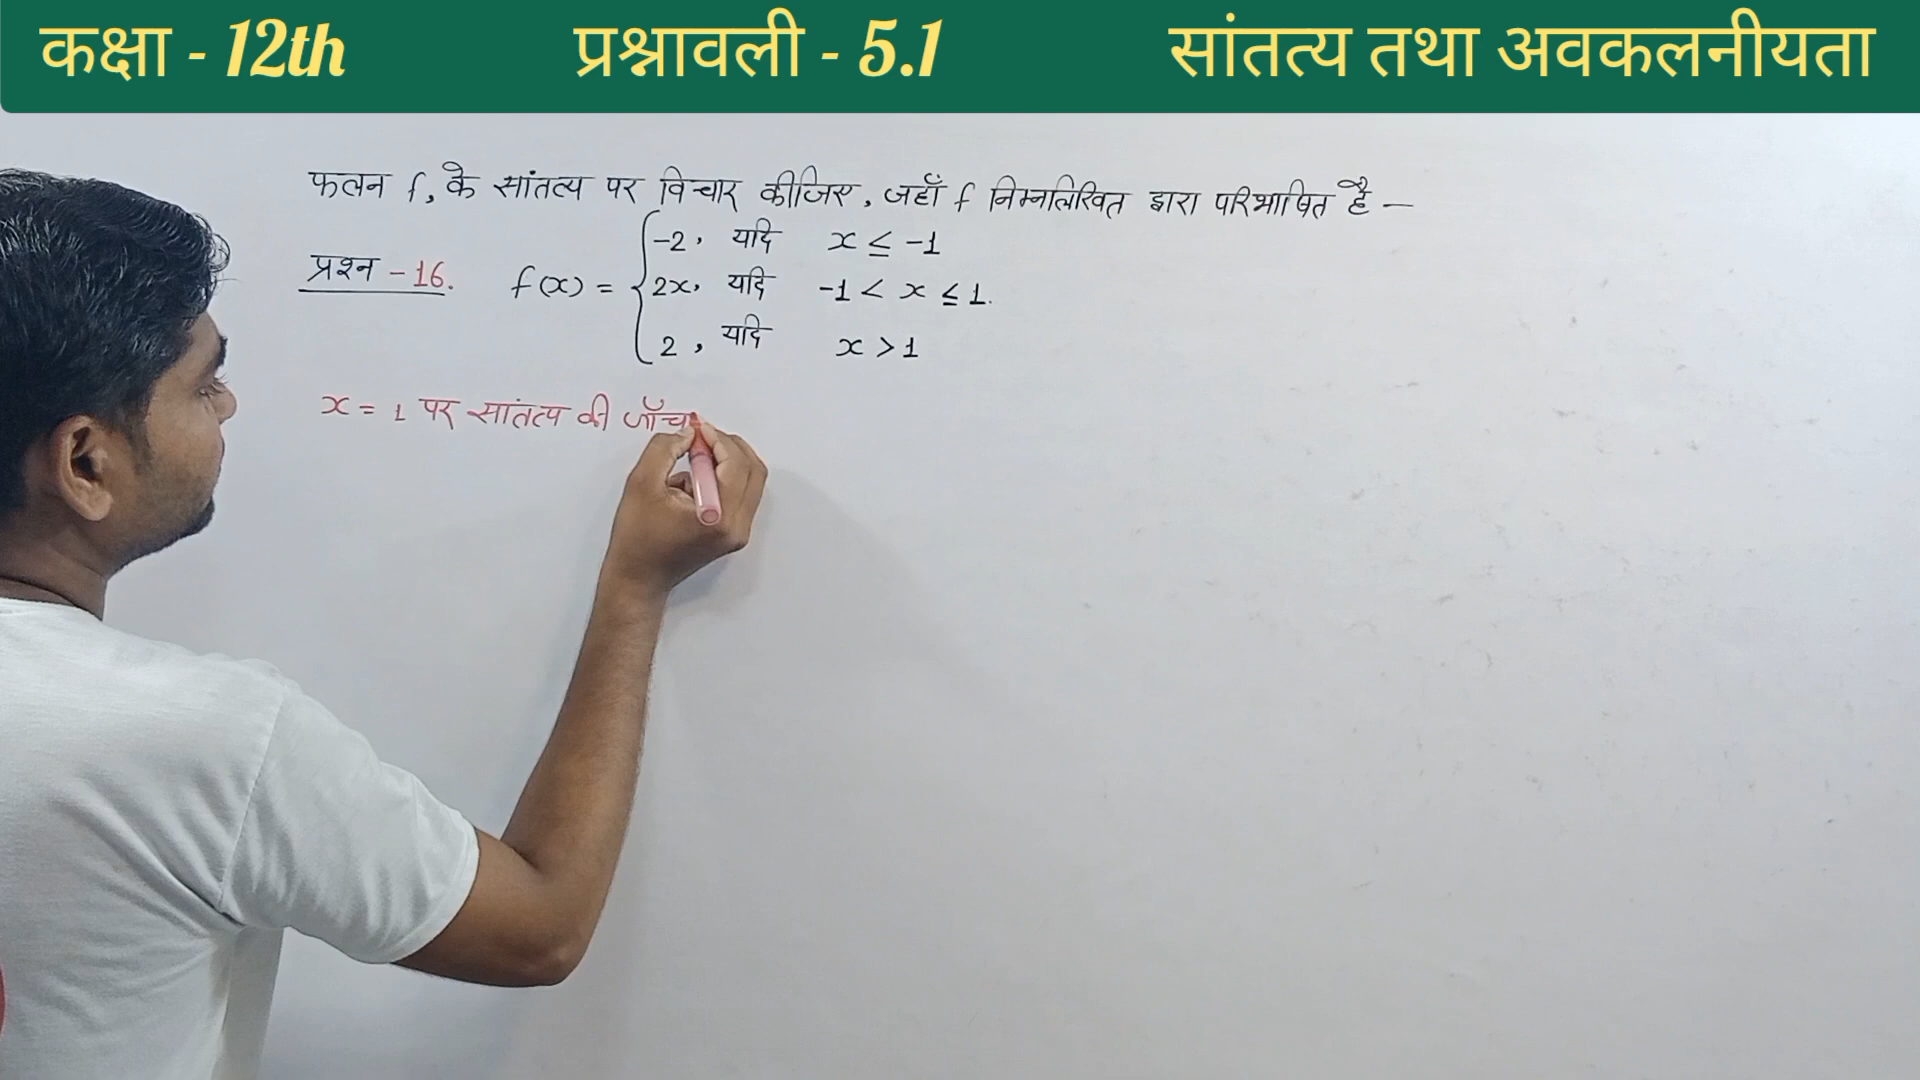 कक्षा - 12th प्रश्नावली - 5.1 सांतत्य तथा अवकलनीयता
फलन f, के सांतत्य पर विचार कीजिए, जहाँ f निम्नलिखित द्वारा परिभाषित है —
-2, यदि x ≤ -1
प्रश्न - 16. f(x) = { 2x, यदि -1 < x ≤ 1.
2, यदि x > 1
x = 1 पर सांतत्य की जाँच